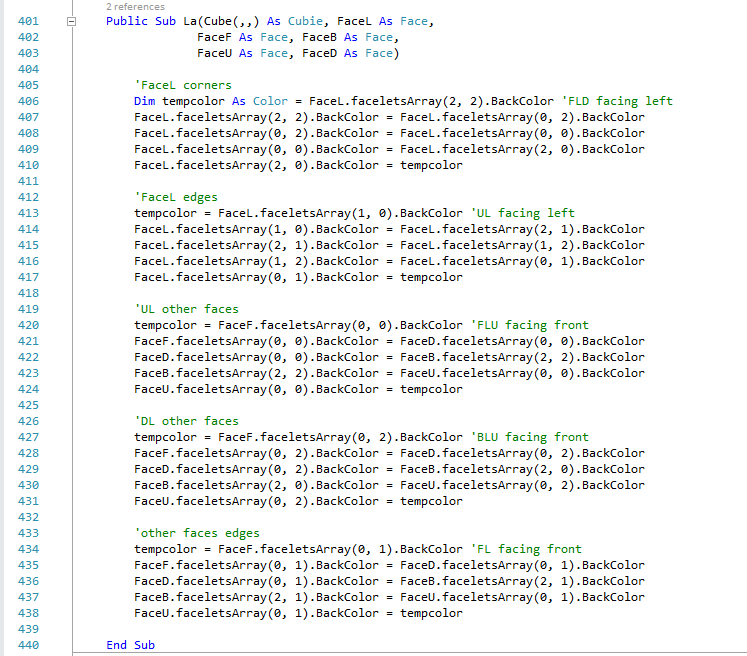 2 references
401 Public Sub La(Cube(,,) As Cubie, FaceL As Face,
402 FaceF As Face, FaceB As Face,
403 FaceU As Face, FaceD As Face)
404
405 'FaceL corners
406 Dim tempcolor As Color = FaceL.faceletsArray(2, 2).BackColor 'FLD facing left
407 FaceL.faceletsArray(2, 2).BackColor = FaceL.faceletsArray(0, 2).BackColor
408 FaceL.faceletsArray(0, 2).BackColor = FaceL.faceletsArray(0, 0).BackColor
409 FaceL.faceletsArray(0, 0).BackColor = FaceL.faceletsArray(2, 0).BackColor
410 FaceL.faceletsArray(2, 0).BackColor = tempcolor
411
412 'FaceL edges
413 tempcolor = FaceL.faceletsArray(1, 0).BackColor 'UL facing left
414 FaceL.faceletsArray(1, 0).BackColor = FaceL.faceletsArray(2, 1).BackColor
415 FaceL.faceletsArray(2, 1).BackColor = FaceL.faceletsArray(1, 2).BackColor
416 FaceL.faceletsArray(1, 2).BackColor = FaceL.faceletsArray(0, 1).BackColor
417 FaceL.faceletsArray(0, 1).BackColor = tempcolor
418
419 'UL other faces
420 tempcolor = FaceF.faceletsArray(0, 0).BackColor 'FLU facing front
421 FaceF.faceletsArray(0, 0).BackColor = FaceD.faceletsArray(0, 0).BackColor
422 FaceD.faceletsArray(0, 0).BackColor = FaceB.faceletsArray(2, 2).BackColor
423 FaceB.faceletsArray(2, 2).BackColor = FaceU.faceletsArray(0, 0).BackColor
424 FaceU.faceletsArray(0, 0).BackColor = tempcolor
425
426 'DL other faces
427 tempcolor = FaceF.faceletsArray(0, 2).BackColor 'BLU facing front
428 FaceF.faceletsArray(0, 2).BackColor = FaceD.faceletsArray(0, 2).BackColor
429 FaceD.faceletsArray(0, 2).BackColor = FaceB.faceletsArray(2, 0).BackColor
430 FaceB.faceletsArray(2, 0).BackColor = FaceU.faceletsArray(0, 2).BackColor
431 FaceU.faceletsArray(0, 2).BackColor = tempcolor
432
433 'other faces edges
434 tempcolor = FaceF.faceletsArray(0, 1).BackColor 'FL facing front
435 FaceF.faceletsArray(0, 1).BackColor = FaceD.faceletsArray(0, 1).BackColor
436 FaceD.faceletsArray(0, 1).BackColor = FaceB.faceletsArray(2, 1).BackColor
437 FaceB.faceletsArray(2, 1).BackColor = FaceU.faceletsArray(0, 1).BackColor
438 FaceU.faceletsArray(0, 1).BackColor = tempcolor
439
440 End Sub